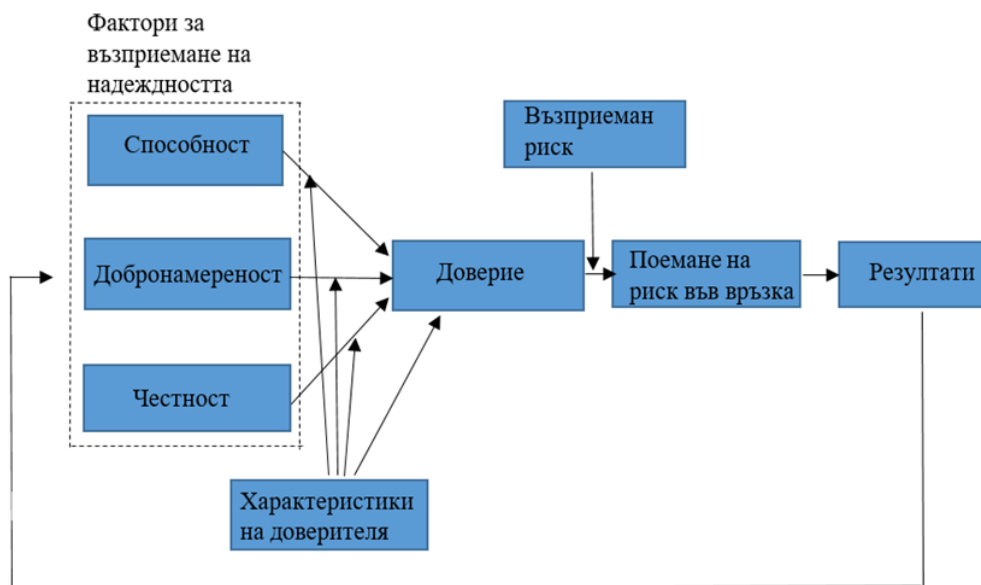 Фактори за
възприемане на
надеждността
Способност
Възприеман
риск
Добронамереност
Доверие
Поемане на
риск във връзка
Резултати
Честност
Характеристики
на доверителя